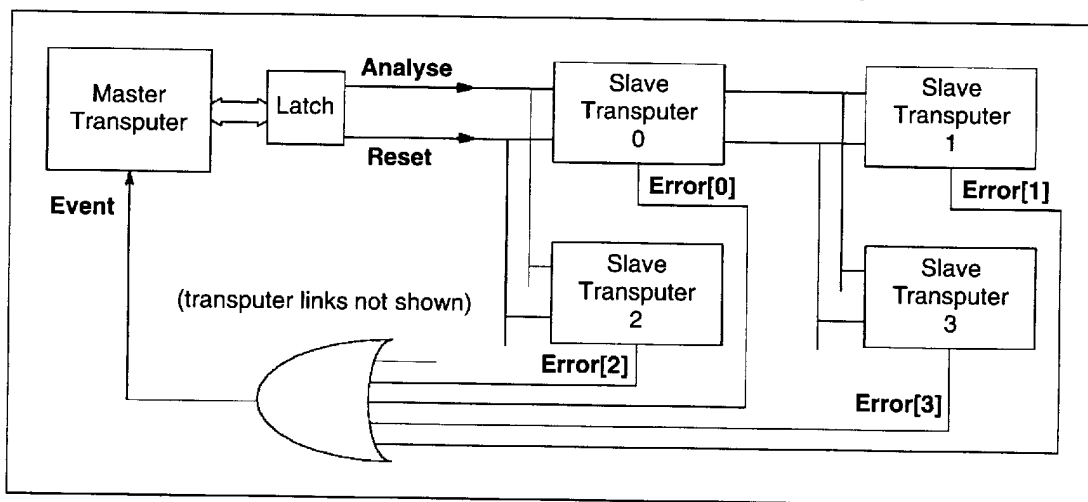 Analyse
Master
Transputer
Latch
Slave
Transputer
0
Slave
Transputer
1
Reset
Error[0]
Error[1]
Event
(transputer links not shown)
Slave
Transputer
2
Slave
Transputer
3
Error[2]
Error[3]